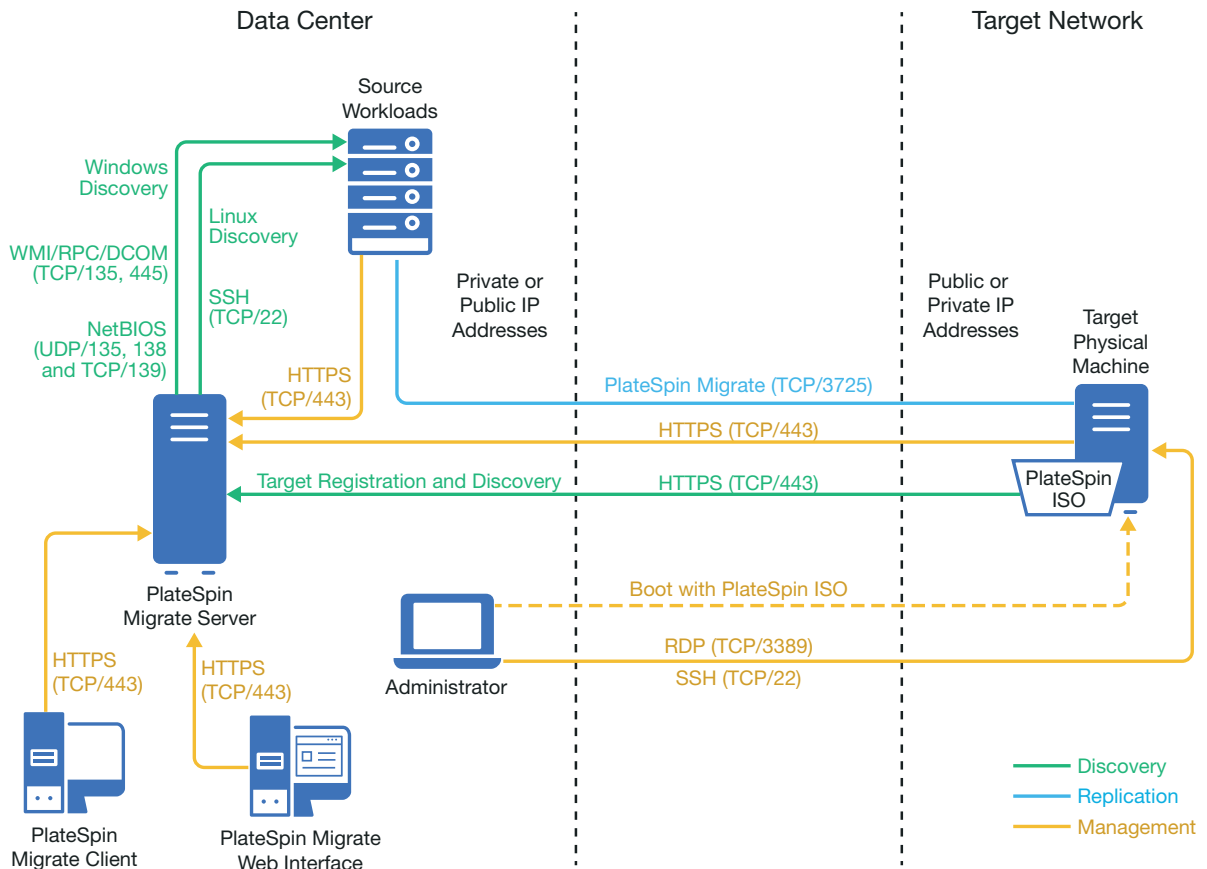 Data Center
Target Network
Source
Workloads
Windows
Discovery
Linux
Discovery
WMI/RPC/DCOM
(TCP/135, 445)
SSH
(TCP/22)
NetBIOS
(UDP/135, 138
and TCP/139)
HTTPS
(TCP/443)
Private or
Public IP
Addresses
Public or
Private IP
Addresses
Target
Physical
Machine
PlateSpin Migrate (TCP/3725)
HTTPS (TCP/443)
Target Registration and Discovery
HTTPS (TCP/443)
PlateSpin
ISO
PlateSpin
Migrate Server
Boot with PlateSpin ISO
RDP (TCP/3389)
SSH (TCP/22)
Administrator
HTTPS
(TCP/443)
HTTPS
(TCP/443)
PlateSpin
Migrate Client
PlateSpin Migrate
Web Interface
Discovery
Replication
Management